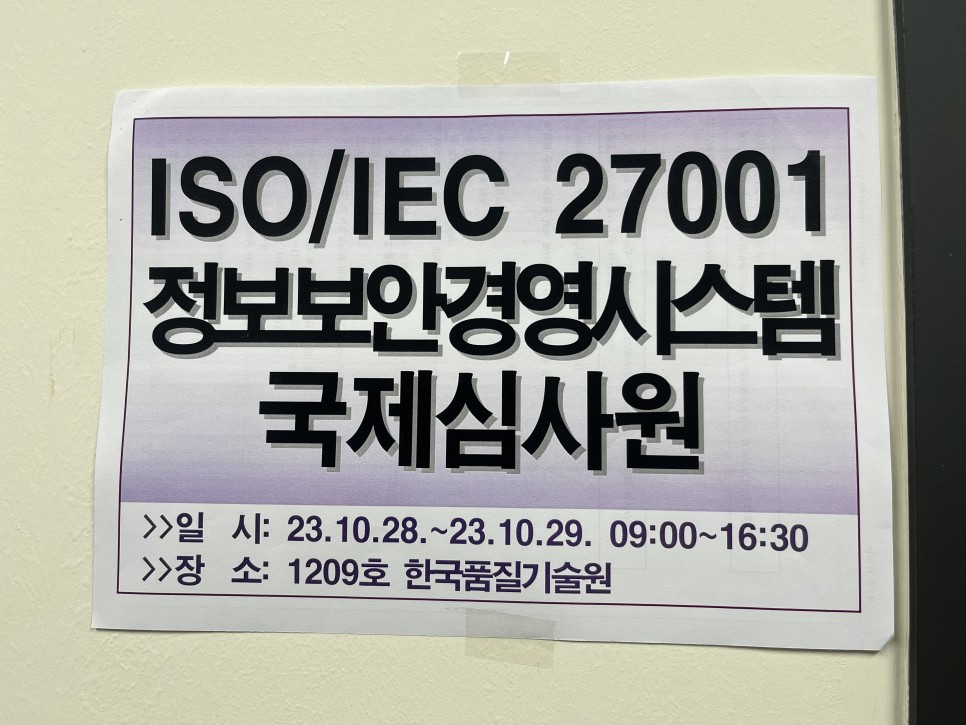 ISO/IEC 27001
정보보안경영시스템
국제심사원
>>일 시: 23.10.28.~23.10.29. 09:00~16:30
>>장 소: 1209호 한국품질기술원